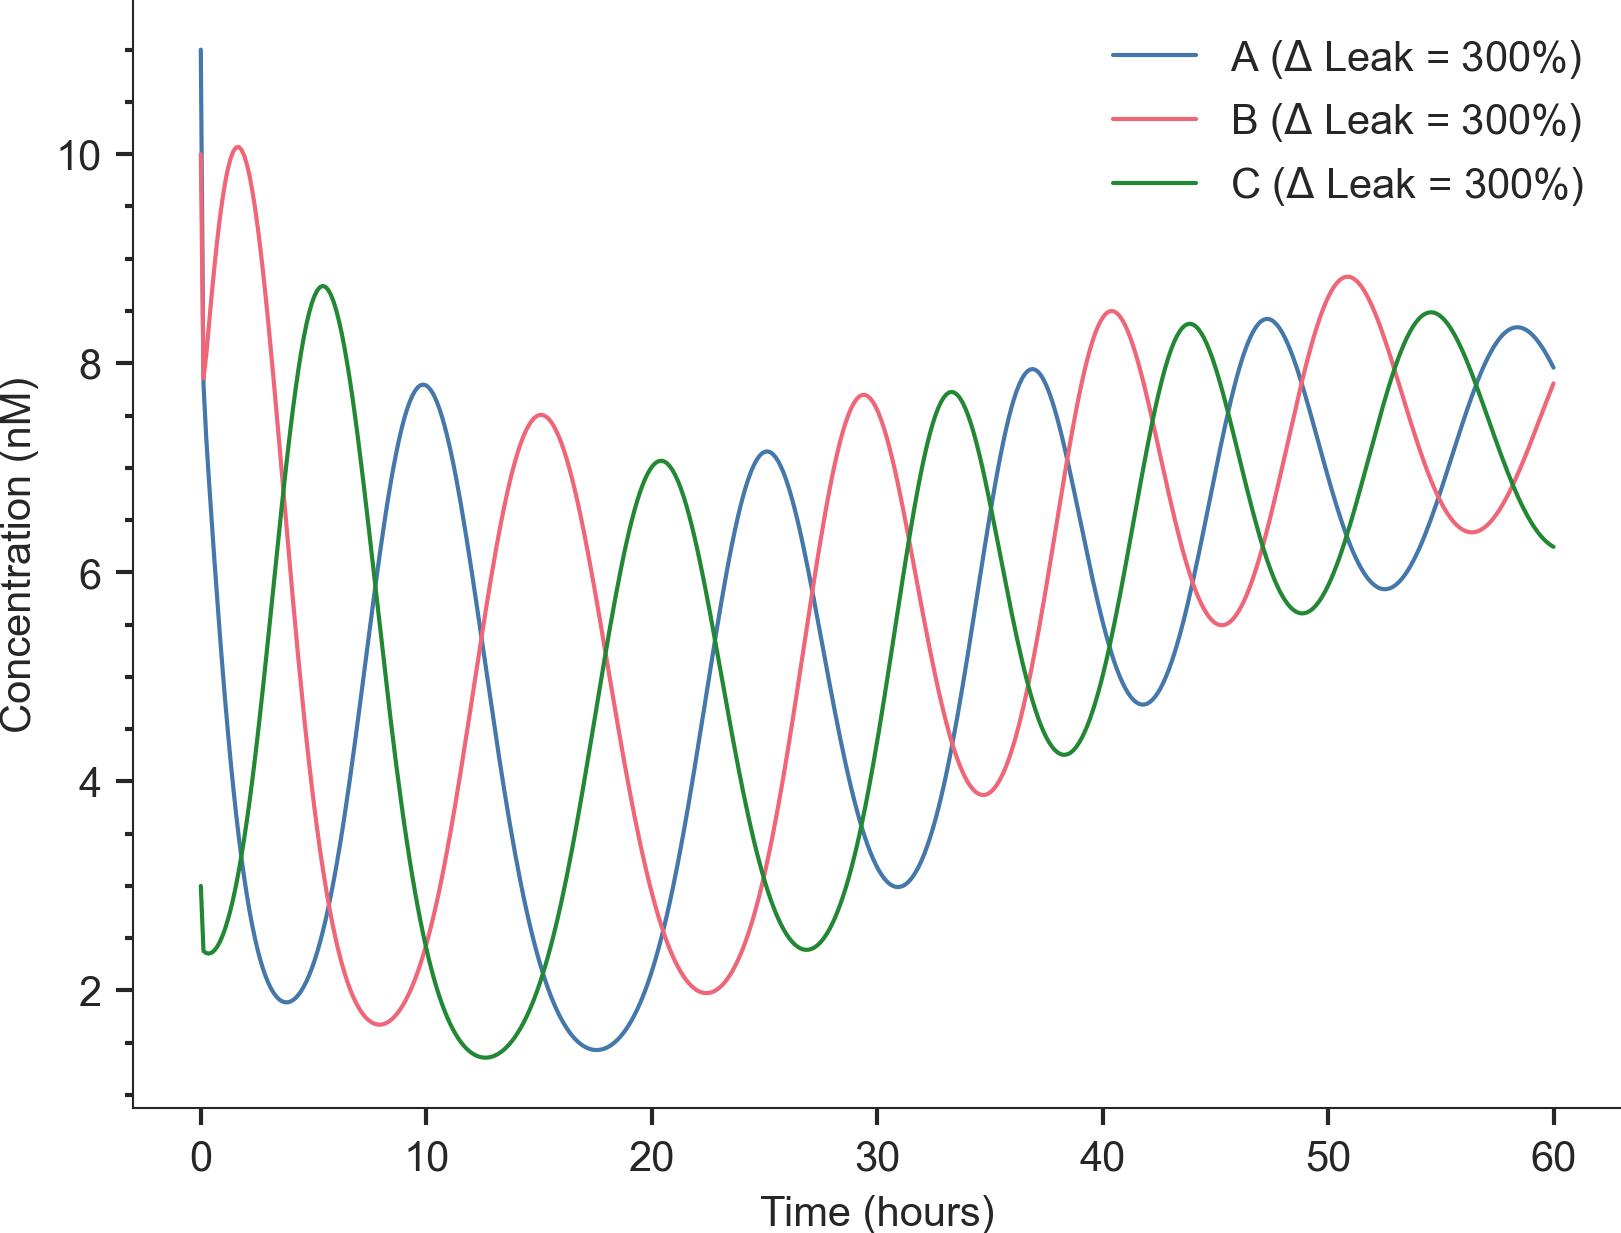 A (Δ Leak = 300%)
B (Δ Leak = 300%)
C (Δ Leak = 300%)
Concentration (nM)
10
8
6
4
2
0 10 20 30 40 50 60
Time (hours)